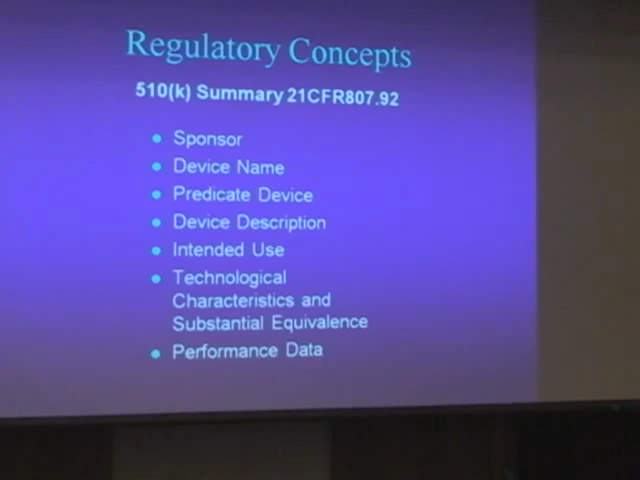 Regulatory Concepts
510(k) Summary 21CFR807.92
● Sponsor
● Device Name
● Predicate Device
● Device Description
● Intended Use
● Technological
Characteristics and
Substantial Equivalence
● Performance Data